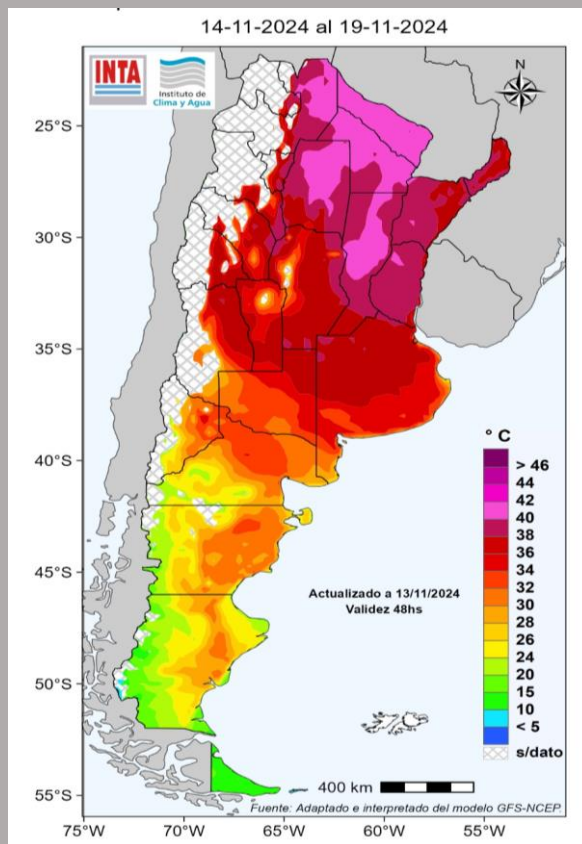 14-11-2024 al 19-11-2024
INTA
Instituto de
Clima y Agua
N
25°S
30°S
35°S
40°S
45°S
50°S
55°S
° C
> 46
44
42
40
38
36
34
32
30
28
26
24
20
15
10
< 5
s/dato
Actualizado a 13/11/2024
Validez 48hs
400 km
Fuente: Adaptado e interpretado del modelo GFS-NCEP.
75°W
70°W
65°W
60°W
55°W